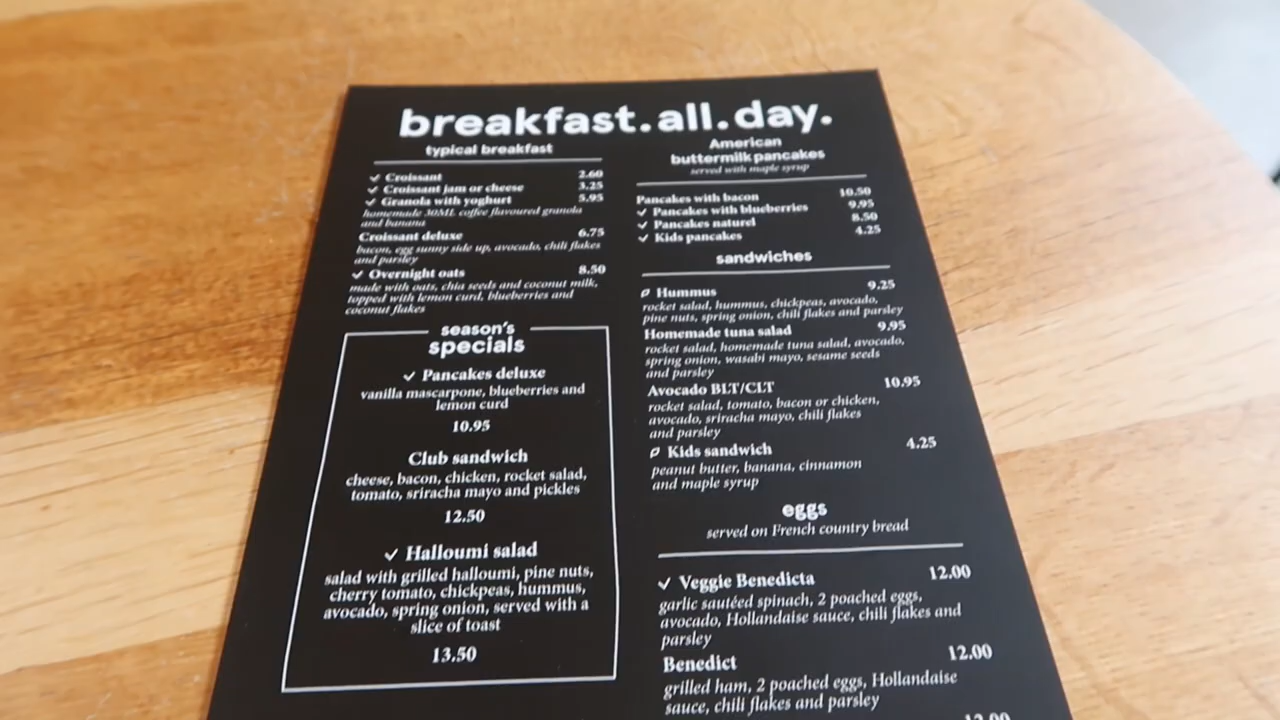 breakfast.all.day.
typical breakfast
✓ Croissant 2.60
✓ Croissant jam or cheese 3.25
✓ Granola with yoghurt 5.95
homemade 30ML coffee flavoured granola
and banana
Croissant deluxe 6.75
bacon, egg sunny side up, avocado, chili flakes
and parsley
✓ Overnight oats 8.50
made with oats, chia seeds and coconut milk,
topped with lemon curd, blueberries and
coconut flakes
season's
specials
✓ Pancakes deluxe
vanilla mascarpone, blueberries and
lemon curd
10.95
Club sandwich
cheese, bacon, chicken, rocket salad,
tomato, sriracha mayo and pickles
12.50
✓ Halloumi salad
salad with grilled halloumi, pine nuts,
cherry tomato, chickpeas, hummus,
avocado, spring onion, served with a
slice of toast
13.50
American
buttermilk pancakes
served with maple syrup
Pancakes with bacon 10.50
✓ Pancakes with blueberries 9.95
✓ Pancakes naturel 8.50
✓ Kids pancakes 4.25
sandwiches
Hummus 9.25
rocket salad, hummus, chickpeas, avocado,
pine nuts, spring onion, chili flakes and parsley
Homemade tuna salad 9.95
rocket salad, homemade tuna salad, avocado,
spring onion, wasabi mayo, sesame seeds
and parsley
Avocado BLT/CLT 10.95
rocket salad, tomato, bacon or chicken,
avocado, sriracha mayo, chili flakes
and parsley
Kids sandwich 4.25
peanut butter, banana, cinnamon
and maple syrup
eggs
served on French country bread
✓ Veggie Benedicta 12.00
garlic sautéed spinach, 2 poached eggs,
avocado, Hollandaise sauce, chili flakes and
parsley
Benedict 12.00
grilled ham, 2 poached eggs, Hollandaise
sauce, chili flakes and parsley
12.00